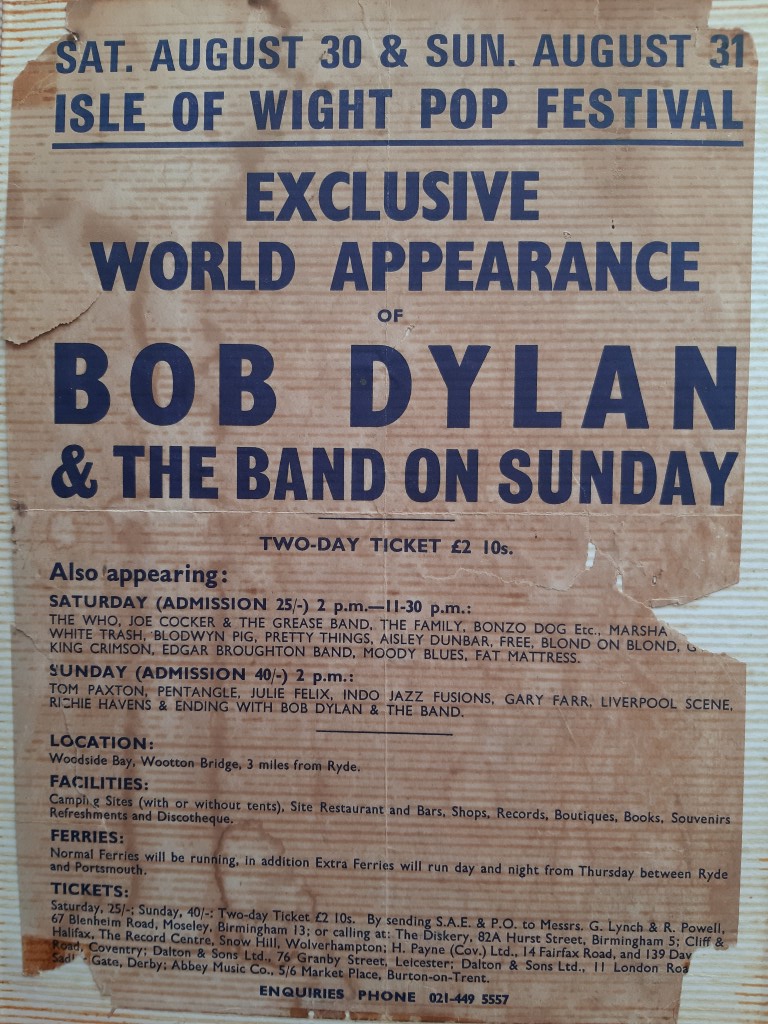 SAT. AUGUST 30 & SUN. AUGUST 31
ISLE OF WIGHT POP FESTIVAL
EXCLUSIVE
WORLD APPEARANCE
OF
BOB DYLAN
& THE BAND ON SUNDAY
TWO-DAY TICKET £2 10s.
Also appearing:
SATURDAY (ADMISSION 25/-) 2 p.m.—11-30 p.m.:
THE WHO, JOE COCKER & THE GREASE BAND, THE FAMILY, BONZO DOG Etc., MARSHA
WHITE TRASH, BLODWYN PIG, PRETTY THINGS, AISLEY DUNBAR, FREE, BLOND ON BLOND,
KING CRIMSON, EDGAR BROUGHTON BAND, MOODY BLUES, FAT MATTRESS.
SUNDAY (ADMISSION 40/-) 2 p.m.:
TOM PAXTON, PENTANGLE, JULIE FELIX, INDO JAZZ FUSIONS, GARY FARR, LIVERPOOL SCENE,
RICHIE HAVENS & ENDING WITH BOB DYLAN & THE BAND.
LOCATION:
Woodside Bay, Wootton Bridge, 3 miles from Ryde.
FACILITIES:
Camping Sites (with or without tents), Site Restaurant and Bars, Shops, Records, Boutiques, Books, Souvenirs
Refreshments and Discotheque.
FERRIES:
Normal Ferries will be running, in addition Extra Ferries will run day and night from Thursday between Ryde
and Portsmouth.
TICKETS:
Saturday, 25/-; Sunday, 40/-; Two-day Ticket £2 10s. By sending S.A.E. & P.O. to Messrs. G. Lynch & R. Powell,
67 Blenheim Road, Moseley, Birmingham 13; or calling at: The Diskery, 82A Hurst Street, Birmingham 5; Cliff &
Halifax, The Record Centre, Snow Hill, Wolverhampton; H. Payne (Cov.) Ltd., 14 Fairfax Road, and 139 Dav
Road, Coventry; Dalton & Sons Ltd., 76 Granby Street, Leicester; Dalton & Sons Ltd., 11 London Roa
Gate, Derby; Abbey Music Co., 5/6 Market Place, Burton-on-Trent.
ENQUIRIES PHONE 021-449 5557